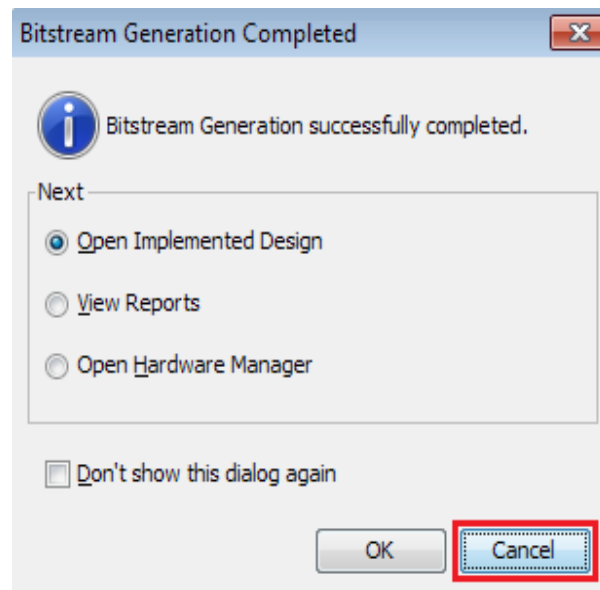 Bitstream Generation Completed
Bitstream Generation successfully completed.
Next
Open Implemented Design
View Reports
Open Hardware Manager
Don't show this dialog again
OK Cancel